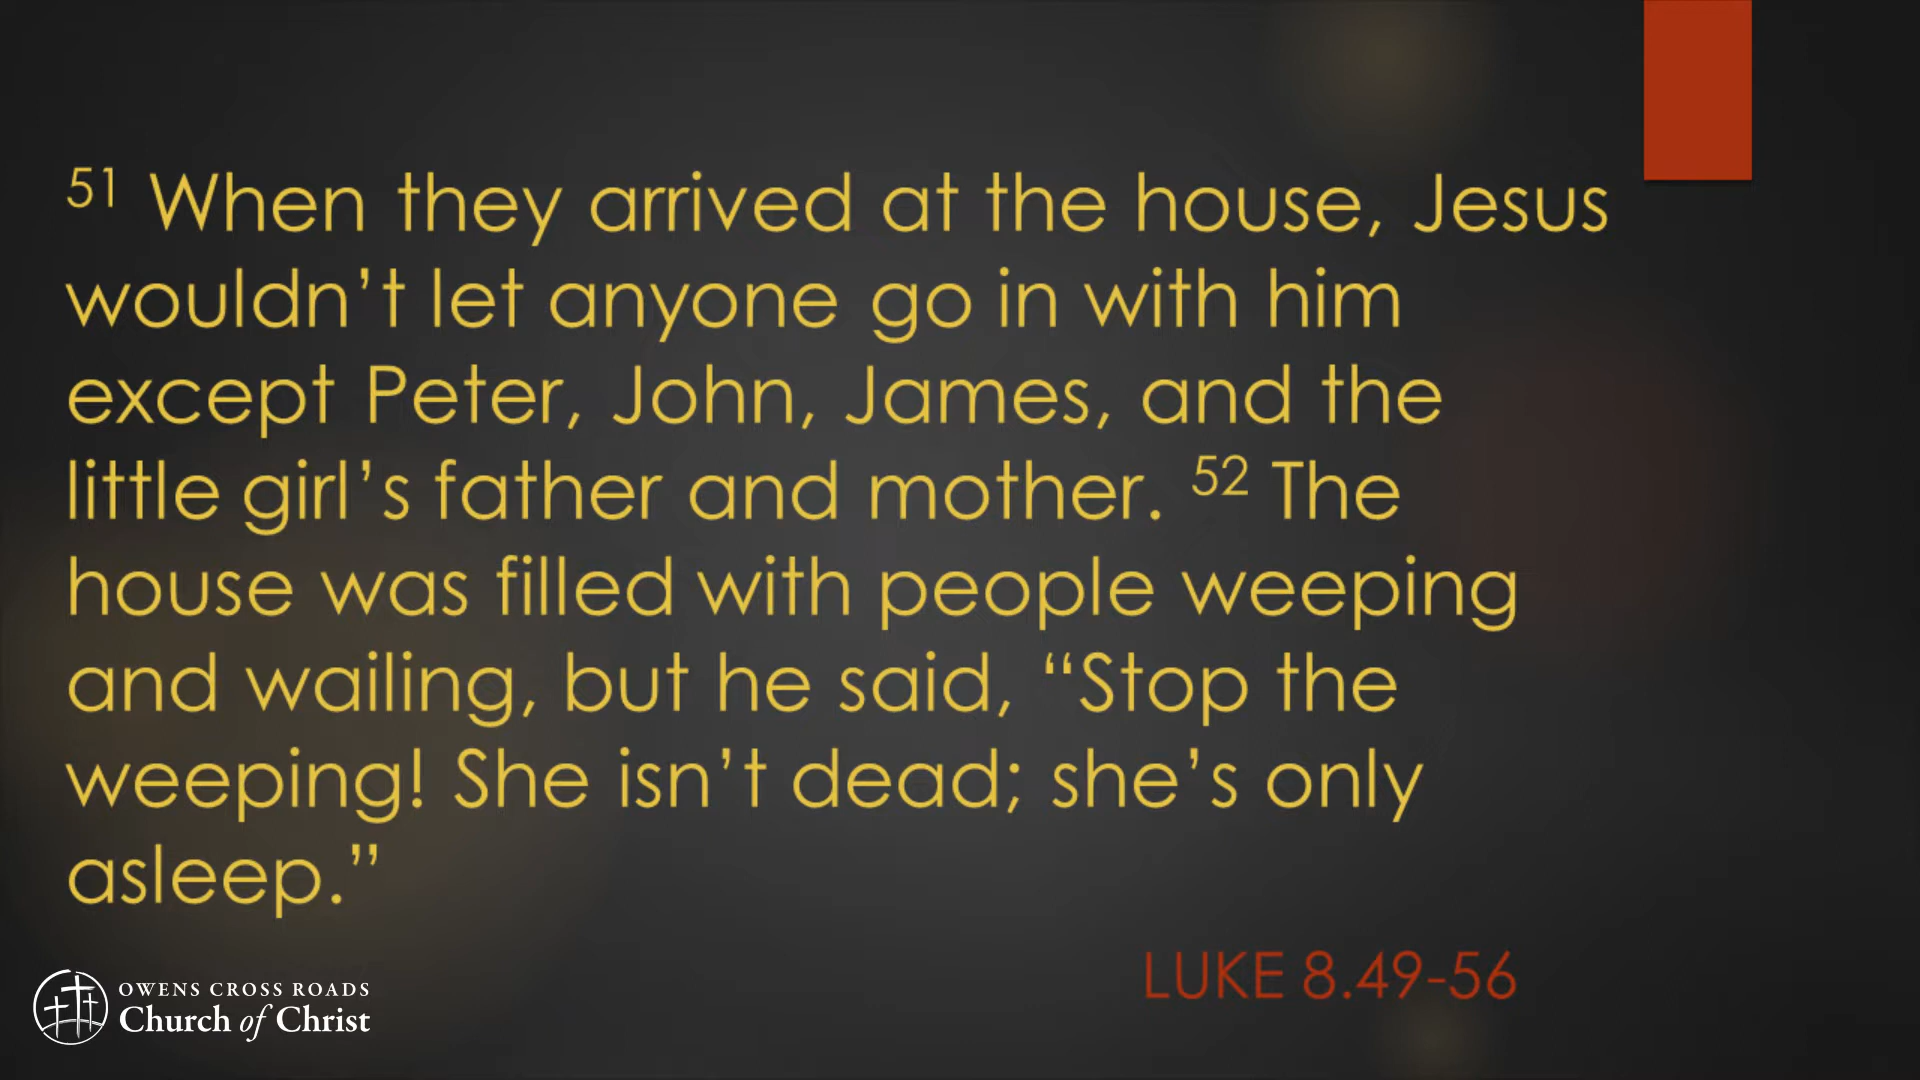 51 When they arrived at the house, Jesus
wouldn’t let anyone go in with him
except Peter, John, James, and the
little girl’s father and mother. 52 The
house was filled with people weeping
and wailing, but he said, “Stop the
weeping! She isn’t dead; she’s only
asleep.”
LUKE 8.49-56
OWENS CROSS ROADS
Church of Christ